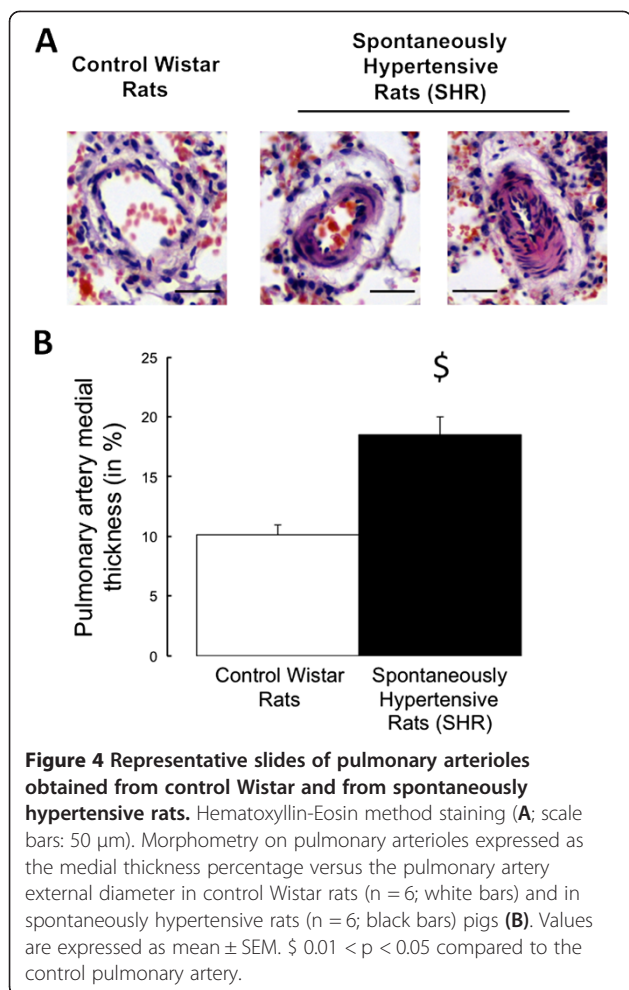 A
Control Wistar
Rats
Spontaneously
Hypertensive
Rats (SHR)
B
Pulmonary artery medial
thickness (in %)
25
20
15
10
5
0
$
Control Wistar
Rats
Spontaneously
Hypertensive
Rats (SHR)
Figure 4 Representative slides of pulmonary arterioles
obtained from control Wistar and from spontaneously
hypertensive rats. Hematoxyllin-Eosin method staining (A; scale
bars: 50 μm). Morphometry on pulmonary arterioles expressed as
the medial thickness percentage versus the pulmonary artery
external diameter in control Wistar rats (n = 6; white bars) and in
spontaneously hypertensive rats (n = 6; black bars) pigs (B). Values
are expressed as mean ± SEM. $ 0.01 < p < 0.05 compared to the
control pulmonary artery.